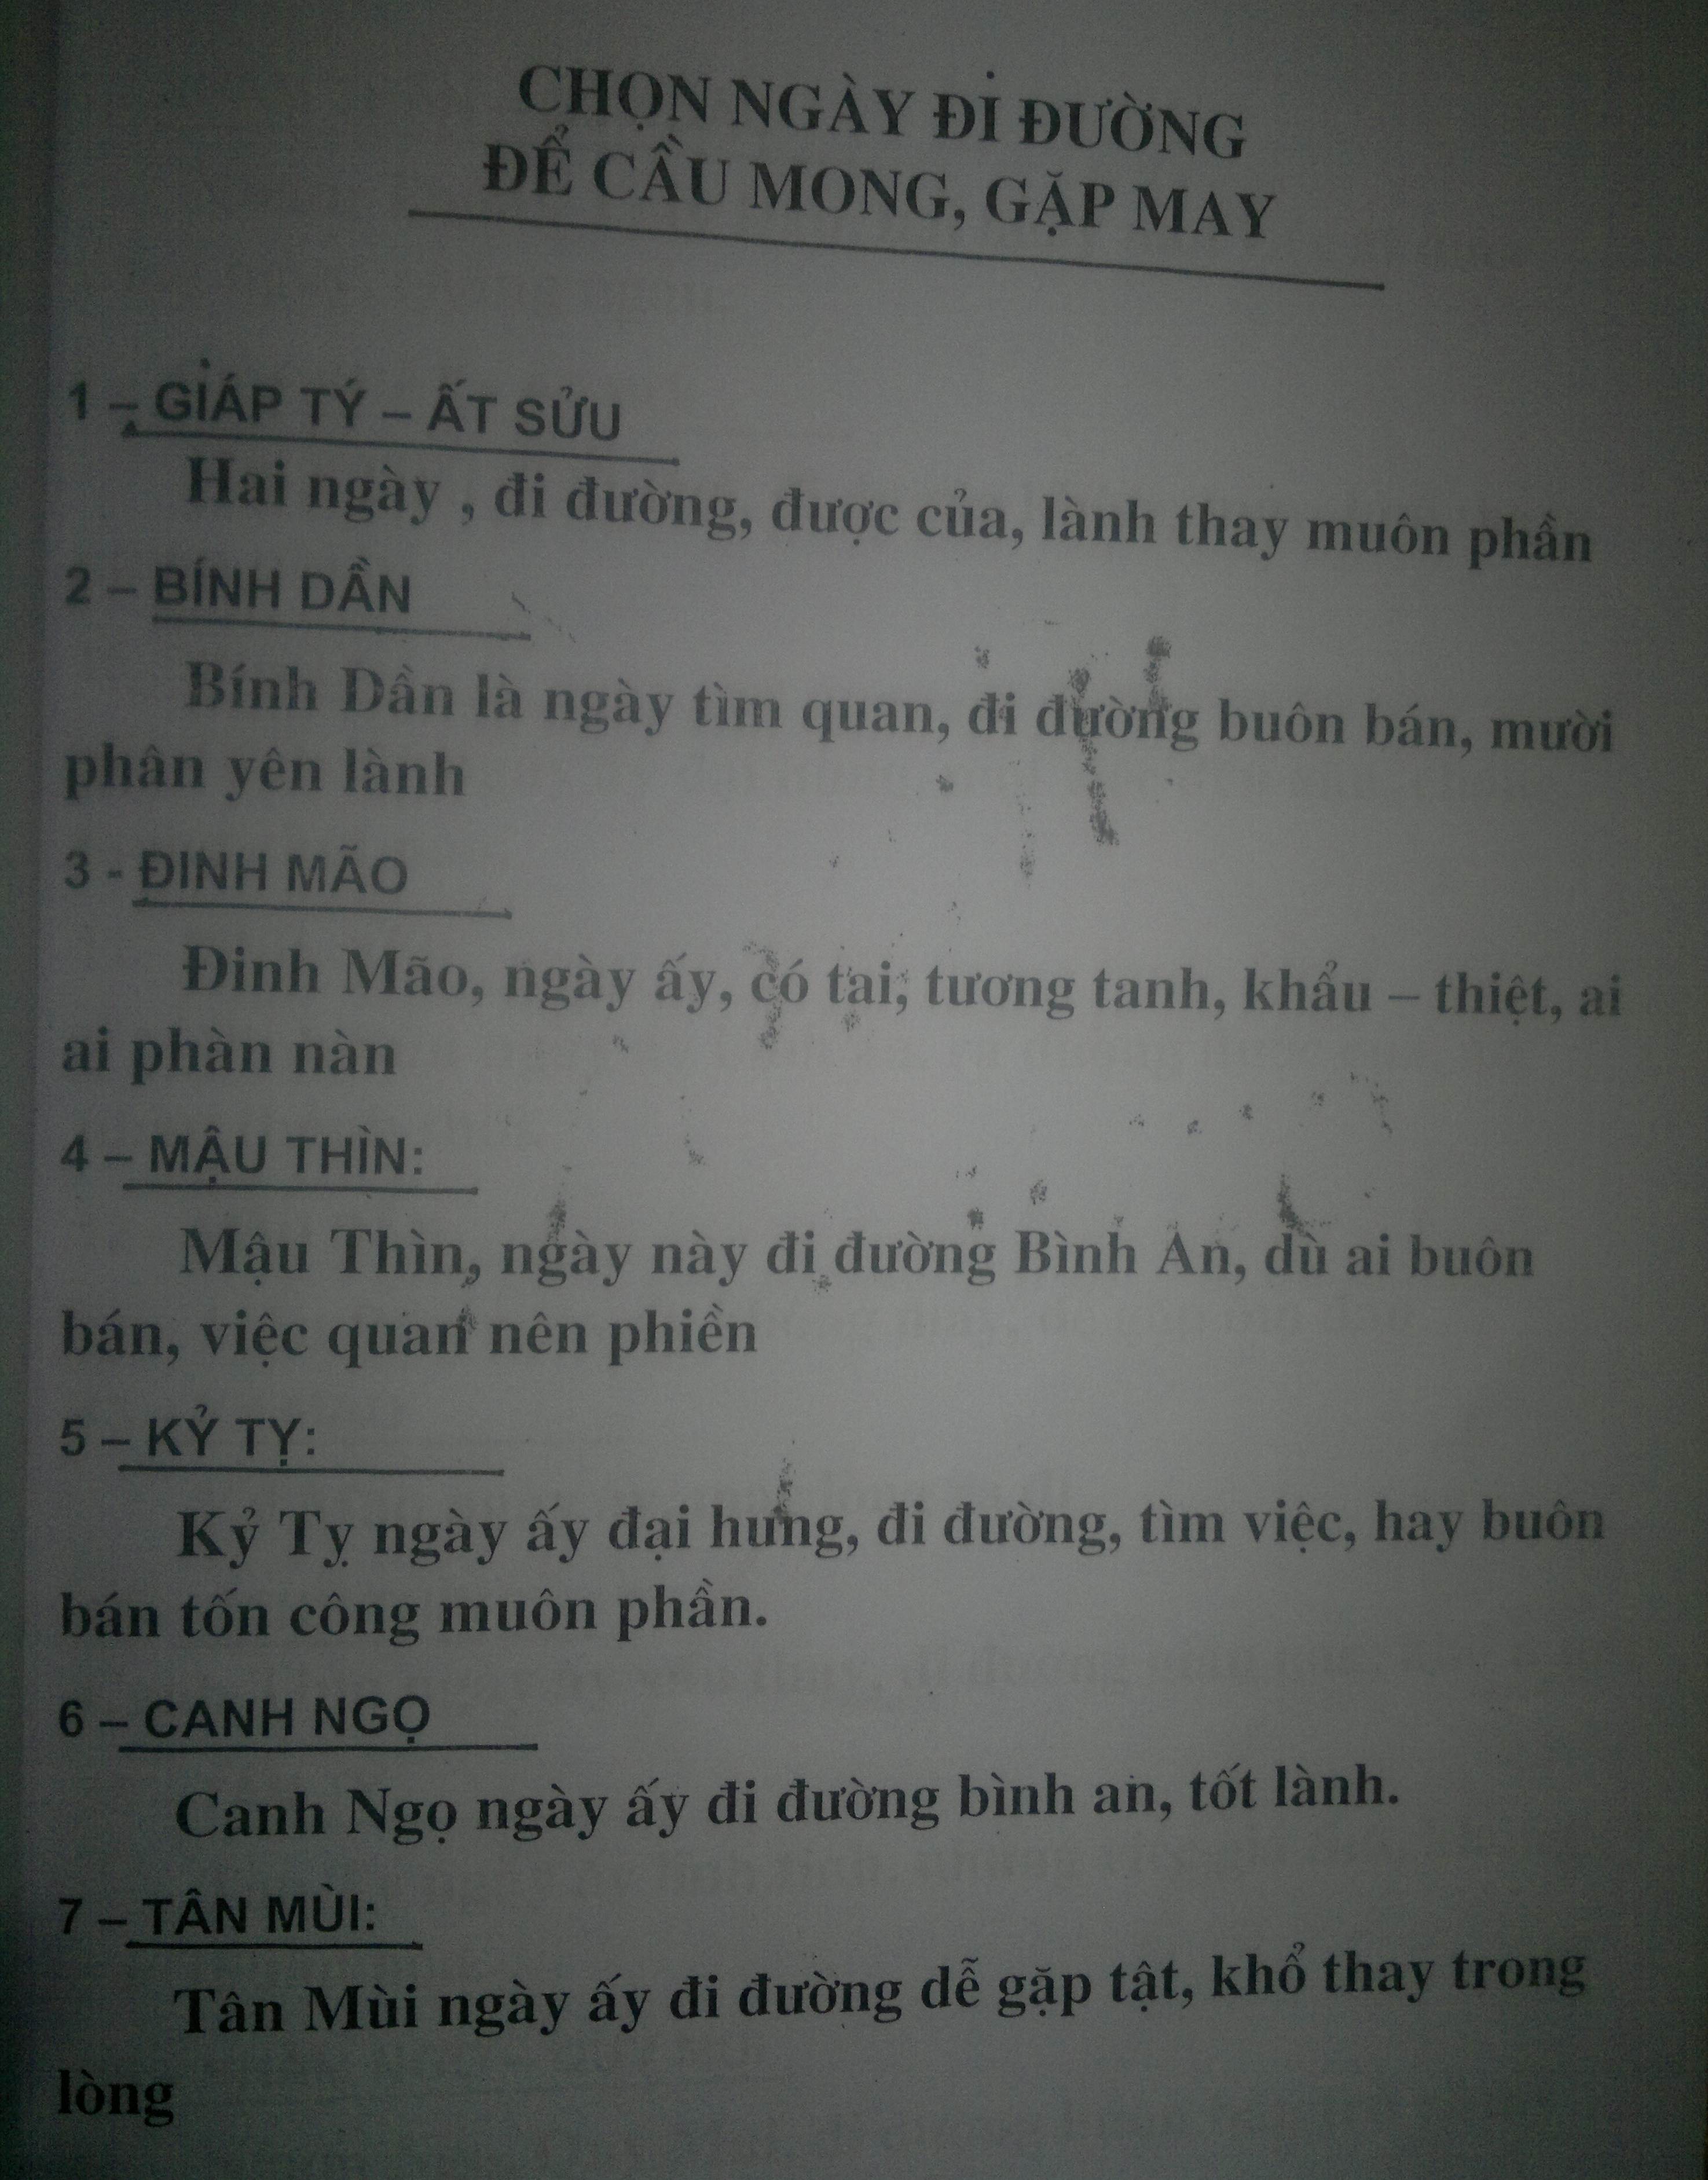 CHỌN NGÀY ĐI ĐƯỜNG
ĐỂ CẦU MONG, GẶP MAY
1 – GIÁP TÝ – ẤT SỬU
Hai ngày , đi đường, được của, lành thay muôn phần
2 – BÍNH DẦN
Bính Dần là ngày tìm quan, đi đường buôn bán, mười
phân yên lành
3 - ĐINH MÃO
Đinh Mão, ngày ấy, có tai, tương tanh, khẩu – thiệt, ai
ai phàn nàn
4 – MẬU THÌN:
Mậu Thìn, ngày này đi đường Bình An, dù ai buôn
bán, việc quan nên phiền
5 – KỶ TỴ:
Kỷ Tỵ ngày ấy đại hung, đi đường, tìm việc, hay buôn
bán tốn công muôn phần.
6 – CANH NGỌ
Canh Ngọ ngày ấy đi đường bình an, tốt lành.
7 – TÂN MÙI:
Tân Mùi ngày ấy đi đường dễ gặp tật, khổ thay trong
lòng